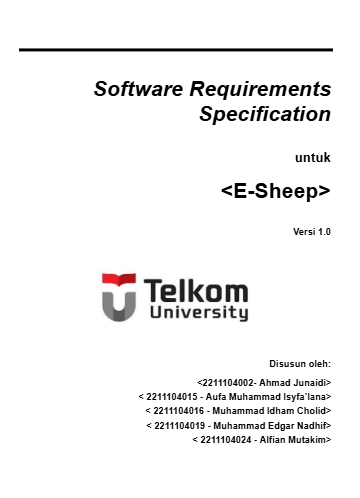 Software Requirements
Specification
untuk
<E-Sheep>
Versi 1.0
Telkom
University
Disusun oleh:
<2211104002- Ahmad Junaidi>
< 2211104015 - Aufa Muhammad Isyfa'lana>
< 2211104016 - Muhammad Idham Cholid>
< 2211104019 - Muhammad Edgar Nadhif>
< 2211104024 - Alfian Mutakim>